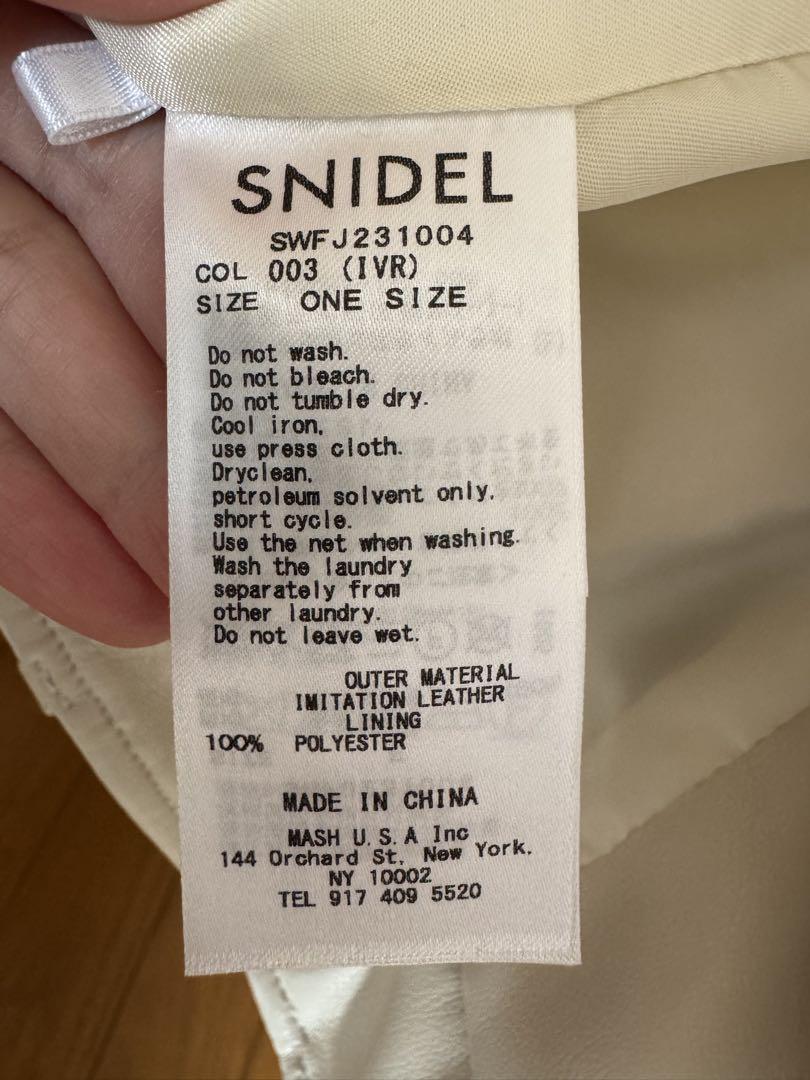 SNIDEL
SWFJ231004
COL 003 (IVR)
SIZE ONE SIZE
Do not wash.
Do not bleach.
Do not tumble dry.
Cool iron,
use press cloth.
Dryclean,
petroleum solvent only,
short cycle.
Use the net when washing.
Wash the laundry
separately from
other laundry.
Do not leave wet.
OUTER MATERIAL
IMITATION LEATHER
LINING
100% POLYESTER
MADE IN CHINA
MASH U.S.A Inc
144 Orchard St, New York,
NY 10002
TEL 917 409 5520